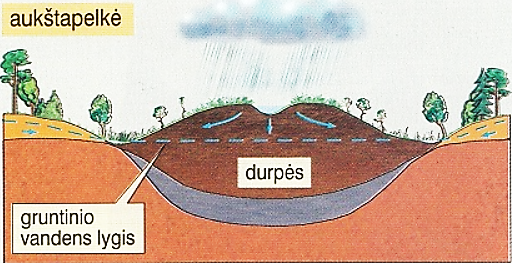 aukštapelkė
durpės
gruntinio
vandens lygis